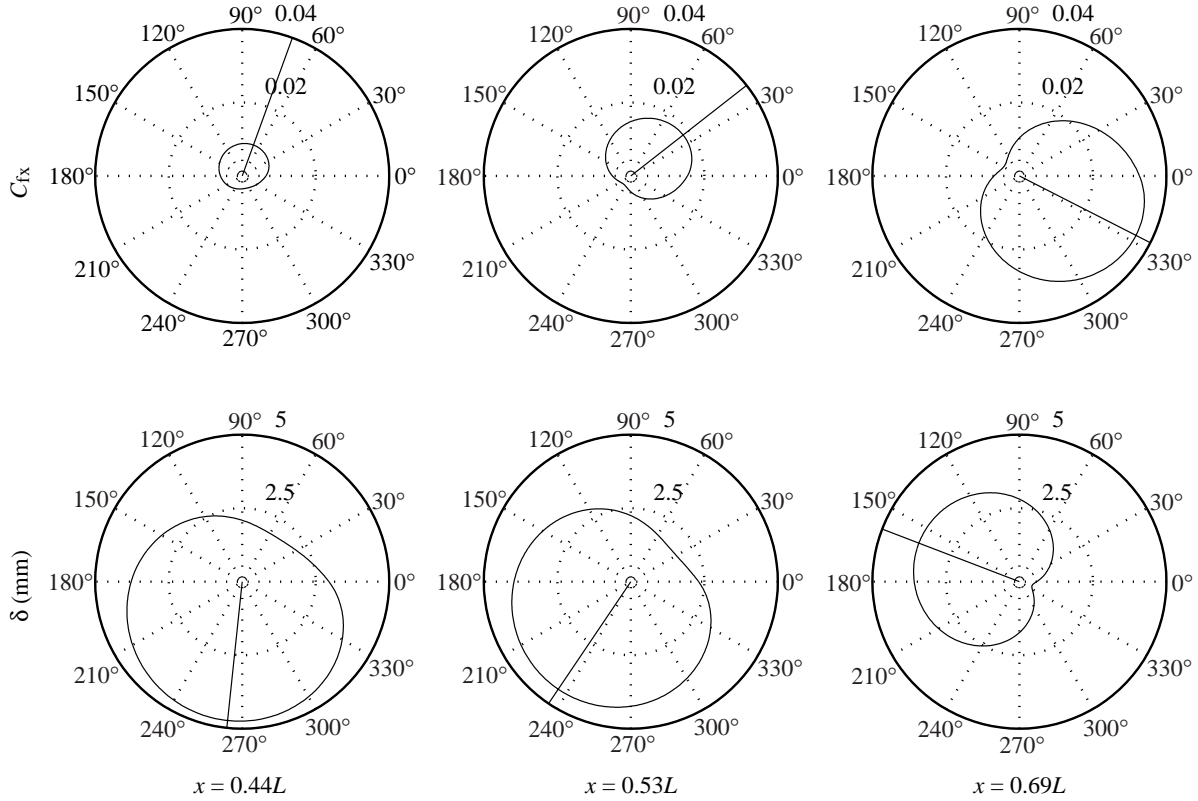 90° 0.04 90° 0.04 90° 0.04
120° 60° 120° 60° 120° 60°
0.02 0.02 0.02
150° 30° 150° 30° 150° 30°
C_fx 180° 0° 180° 0° 180° 0°
210° 330° 210° 330° 210° 330°
240° 300° 240° 300° 240° 300°
270° 270° 270°
90° 5 90° 5 90° 5
120° 60° 120° 60° 120° 60°
2.5 2.5 2.5
150° 30° 150° 30° 150° 30°
δ (mm) 180° 0° 180° 0° 180° 0°
210° 330° 210° 330° 210° 330°
240° 300° 240° 300° 240° 300°
270° 270° 270°
x = 0.44L x = 0.53L x = 0.69L